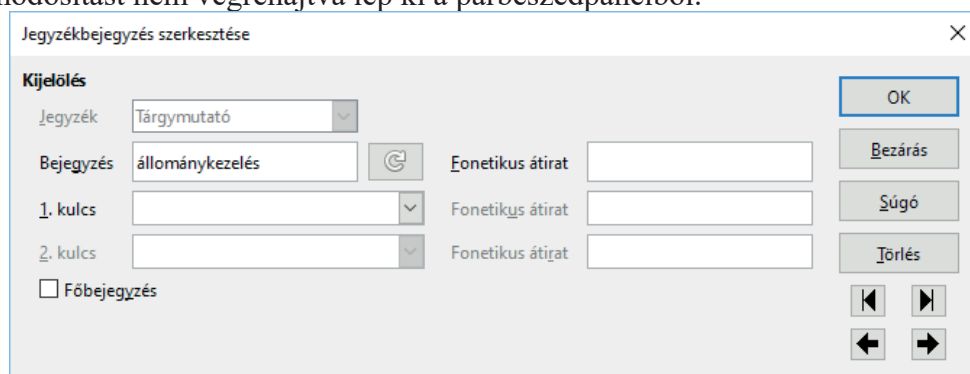 módosítást nem végrehajtva lép ki a párbeszédpanelből.
Jegyzékbejegyzés szerkesztése
Kijelölés
Jegyzék Tárgymutató
OK
Bejegyzés állománykezelés Fonetikus átirat
Bezárás
1. kulcs Fonetikus átirat
Súgó
2. kulcs Fonetikus átirat
Törlés
Főbejegyzés